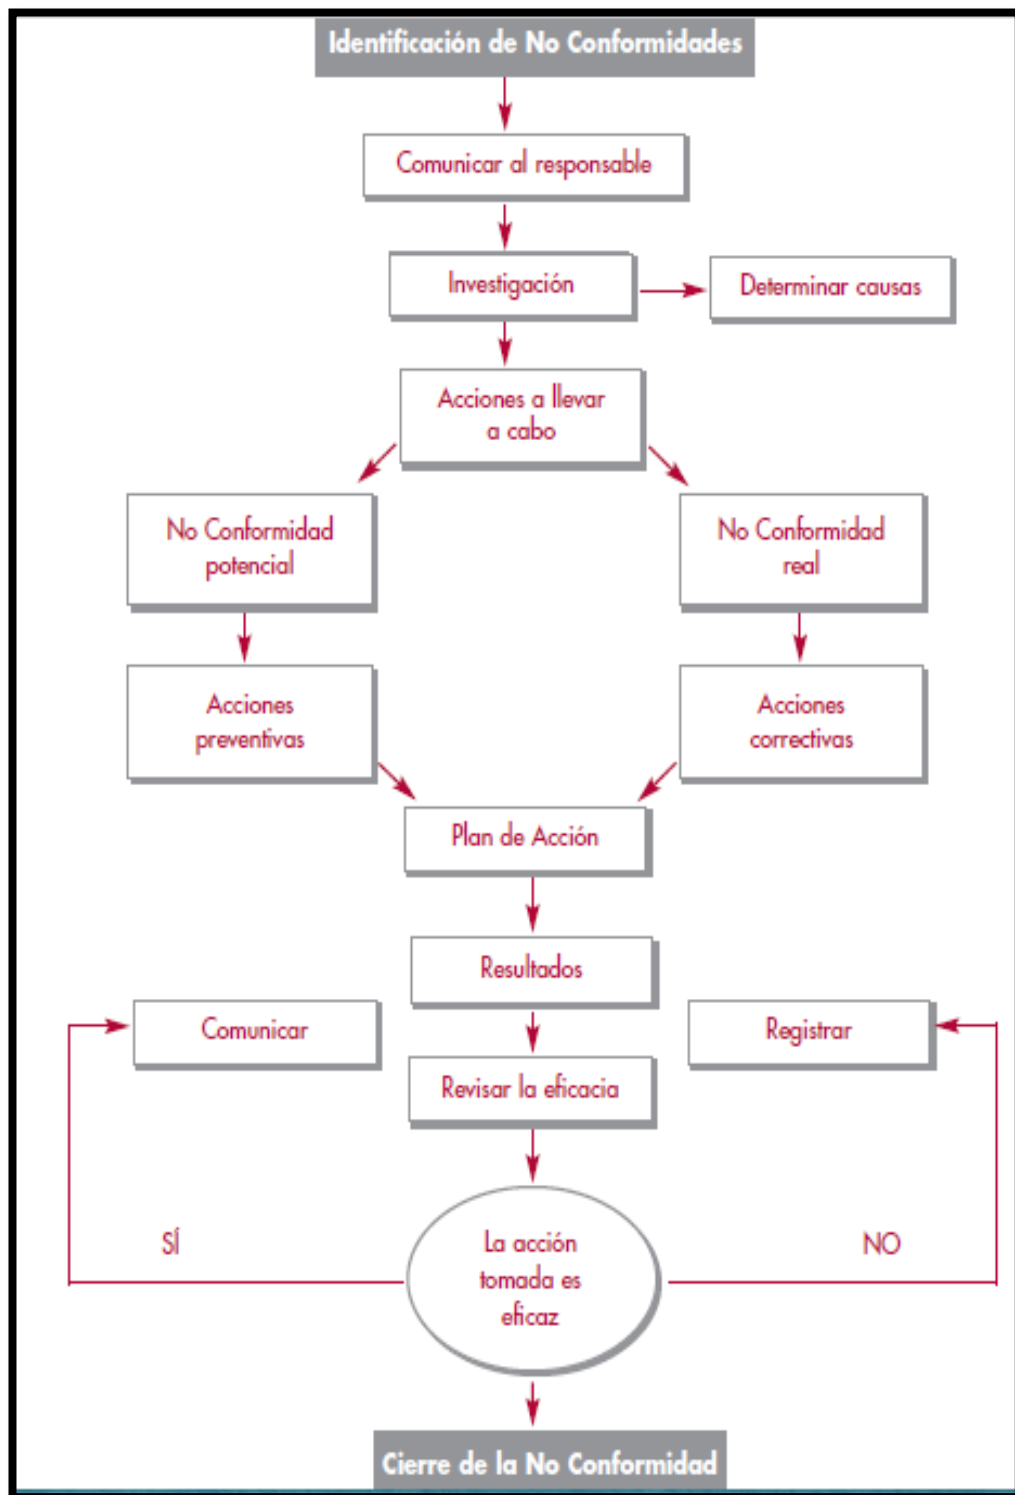 Identificación de No Conformidades
Comunicar al responsable
Investigación
Determinar causas
Acciones a llevar
a cabo
No Conformidad
potencial
No Conformidad
real
Acciones
preventivas
Acciones
correctivas
Plan de Acción
Resultados
Comunicar
Registrar
Revisar la eficacia
SÍ
La acción
tomada es
eficaz
NO
Cierre de la No Conformidad